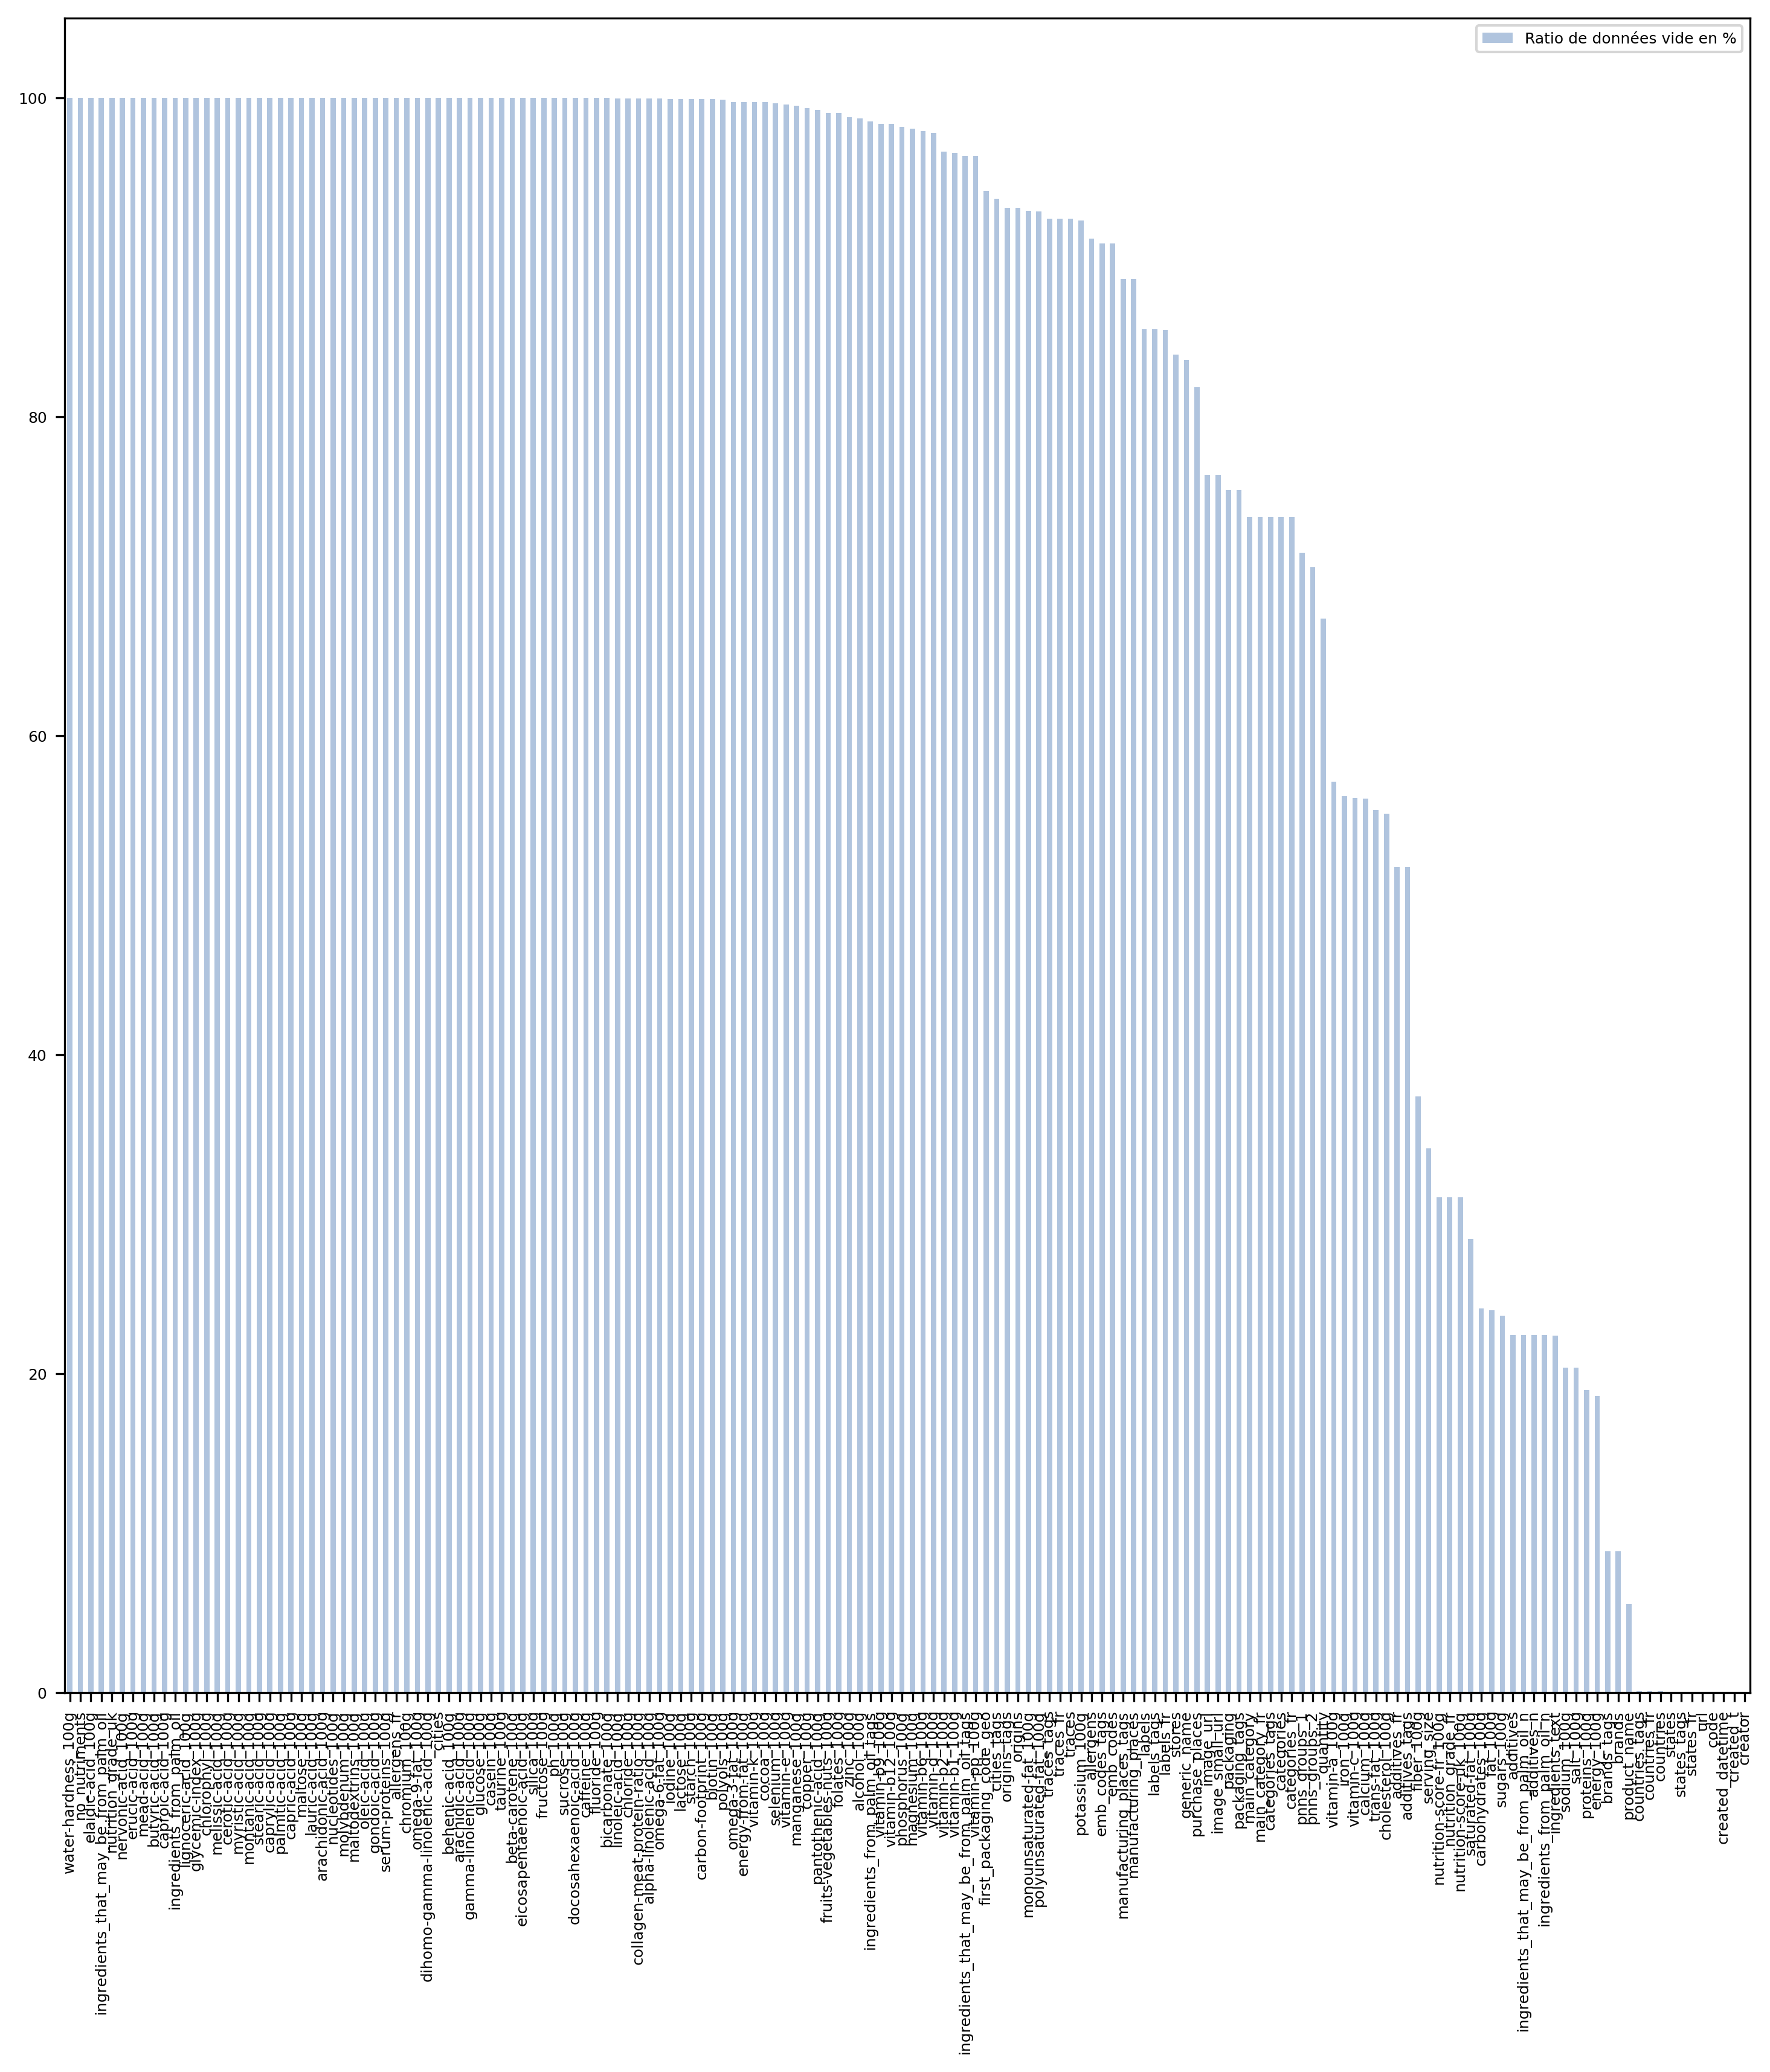 Ratio de données vide en %
100
80
60
40
20
0
water-hardness_100g
no_nutriments
elaidic-acid_100g
ingredients_that_may_be_from_palm_oil
nutrition_grade_uk
nervonic-acid_100g
erucic-acid_100g
mead-acid_100g
butyric-acid_100g
caproic-acid_100g
ingredients_from_palm_oil
lignoceric-acid_100g
glycemic-index_100g
chlorophyl_100g
melissic-acid_100g
cerotic-acid_100g
myristic-acid_100g
montanic-acid_100g
stearic-acid_100g
caprylic-acid_100g
palmitic-acid_100g
capric-acid_100g
maltose_100g
lauric-acid_100g
arachidonic-acid_100g
nucleotides_100g
molybdenum_100g
maltodextrins_100g
oleic-acid_100g
gondoic-acid_100g
serum-proteins_100g
allergens_fr
chromium_100g
omega-9-fat_100g
dihomo-gamma-linolenic-acid_100g
cities
behenic-acid_100g
arachidic-acid_100g
gamma-linolenic-acid_100g
glucose_100g
casein_100g
taurine_100g
beta-carotene_100g
eicosapentaenoic-acid_100g
silica_100g
fructose_100g
ph_100g
sucrose_100g
docosahexaenoic-acid_100g
caffeine_100g
fluoride_100g
bicarbonate_100g
linoleic-acid_100g
chloride_100g
collagen-meat-protein-ratio_100g
alpha-linolenic-acid_100g
omega-6-fat_100g
iodine_100g
lactose_100g
starch_100g
carbon-footprint_100g
biotin_100g
polyols_100g
omega-3-fat_100g
energy-from-fat_100g
vitamin-k_100g
cocoa_100g
selenium_100g
vitamin-e_100g
manganese_100g
copper_100g
pantothenic-acid_100g
fruits-vegetables-nuts_100g
folates_100g
zinc_100g
alcohol_100g
ingredients_from_palm_oil_tags
vitamin-b9_100g
vitamin-b12_100g
phosphorus_100g
magnesium_100g
vitamin-b6_100g
vitamin-d_100g
vitamin-b2_100g
vitamin-b1_100g
ingredients_that_may_be_from_palm_oil_tags
vitamin-pp_100g
first_packaging_code_geo
cities_tags
origins_tags
origins
monounsaturated-fat_100g
polyunsaturated-fat_100g
traces_tags
traces_fr
traces
potassium_100g
allergens
emb_codes_tags
emb_codes
manufacturing_places_tags
manufacturing_places
labels
labels_tags
labels_fr
stores
generic_name
purchase_places
image_url
image_small_url
packaging
packaging_tags
main_category
main_category_fr
categories_tags
categories
categories_fr
pnns_groups_1
pnns_groups_2
quantity
vitamin-a_100g
iron_100g
vitamin-c_100g
calcium_100g
trans-fat_100g
cholesterol_100g
additives_fr
additives_tags
fiber_100g
serving_size
nutrition-score-fr_100g
nutrition_grade_fr
nutrition-score-uk_100g
saturated-fat_100g
carbohydrates_100g
fat_100g
sugars_100g
additives
ingredients_that_may_be_from_palm_oil_n
additives_n
ingredients_from_palm_oil_n
ingredients_text
sodium_100g
salt_100g
proteins_100g
energy_100g
brands_tags
brands
product_name
countries_tags
countries_fr
countries
states
states_tags
states_fr
url
code
created_datetime
created_t
creator